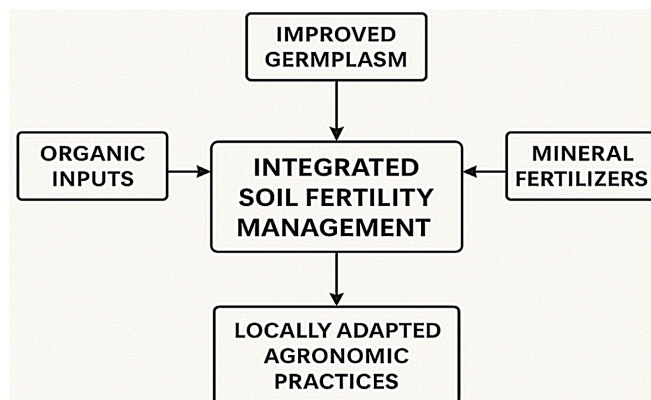 IMPROVED
GERMPLASM
ORGANIC
INPUTS
INTEGRATED
SOIL FERTILITY
MANAGEMENT
MINERAL
FERTILIZERS
LOCALLY ADAPTED
AGRONOMIC
PRACTICES